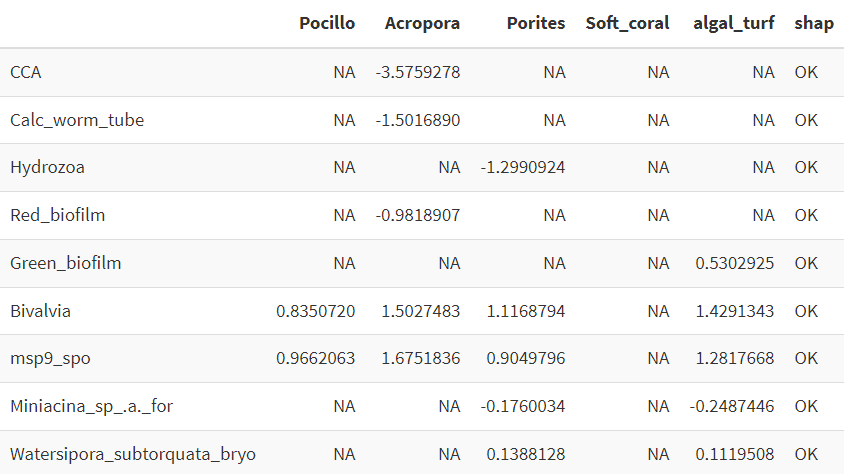 Pocillo Acropora Porites Soft_coral algal_turf shap
CCA NA -3.5759278 NA NA NA OK
Calc_worm_tube NA -1.5016890 NA NA NA OK
Hydrozoa NA NA -1.2990924 NA NA OK
Red_biofilm NA -0.9818907 NA NA NA OK
Green_biofilm NA NA NA NA 0.5302925 OK
Bivalvia 0.8350720 1.5027483 1.1168794 NA 1.4291343 OK
msp9_spo 0.9662063 1.6751836 0.9049796 NA 1.2817668 OK
Miniacina_sp_.a._for NA NA -0.1760034 NA -0.2487446 OK
Watersipora_subtorquata_bryo NA NA 0.1388128 NA 0.1119508 OK